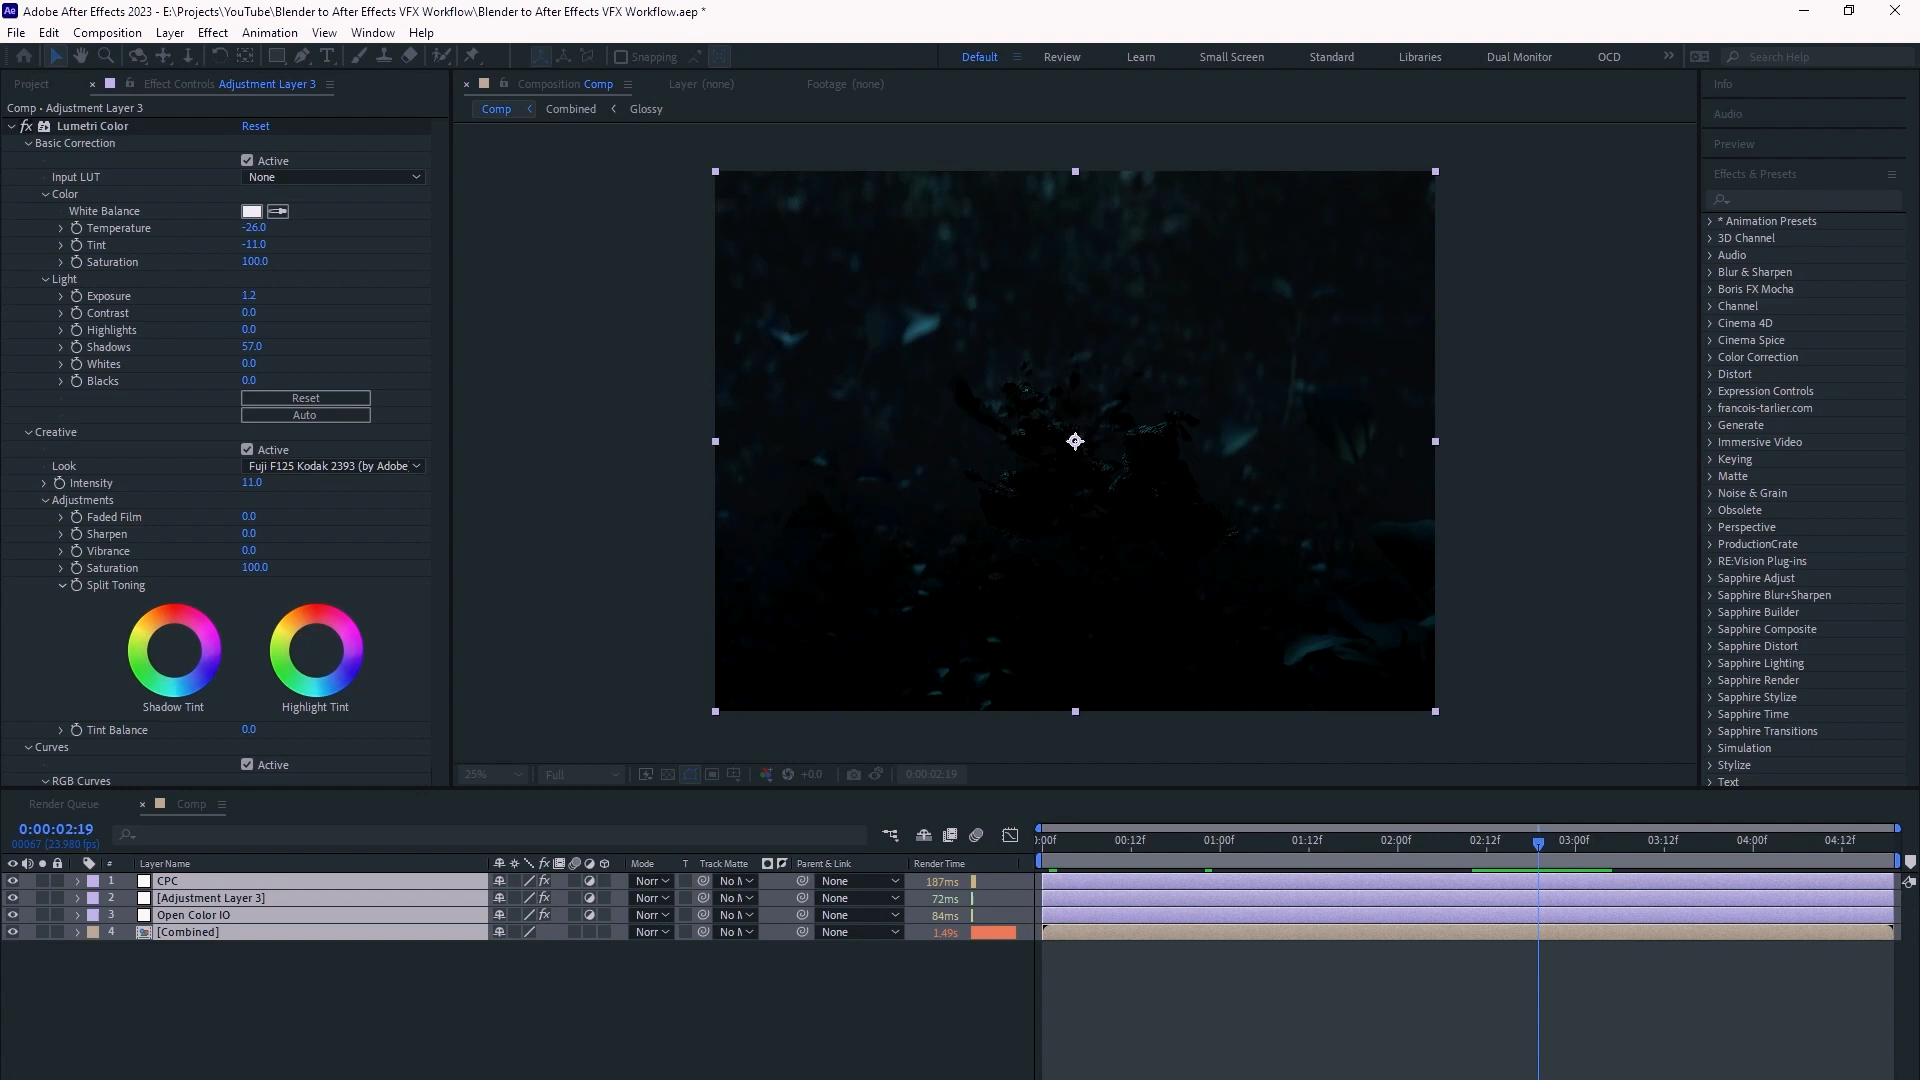 Adobe After Effects 2023 - E:\Projects\YouTube\Blender to After Effects VFX Workflow\Blender to After Effects VFX Workflow.aep *
File Edit Composition Layer Effect Animation View Window Help
Snapping Default Review Learn Small Screen Standard Libraries Dual Monitor OCD Search Help
Project Effect Controls Adjustment Layer 3
Comp • Adjustment Layer 3
fx Lumetri Color Reset
Basic Correction
Active
Input LUT None
Color
White Balance
Temperature -26.0
Tint -11.0
Saturation 100.0
Light
Exposure 1.2
Contrast 0.0
Highlights 0.0
Shadows 57.0
Whites 0.0
Blacks 0.0
Reset
Auto
Creative
Active
Look Fuji F125 Kodak 2393 (by Adobe)
Intensity 11.0
Adjustments
Faded Film 0.0
Sharpen 0.0
Vibrance 0.0
Saturation 100.0
Split Toning
Shadow Tint Highlight Tint
Tint Balance 0.0
Curves
Active
RGB Curves
Composition Comp Layer (none) Footage (none)
Comp Combined Glossy
25% Full +0.0 0:00:02:19
Info
Audio
Preview
Effects & Presets
* Animation Presets
3D Channel
Audio
Blur & Sharpen
Boris FX Mocha
Channel
Cinema 4D
Cinema Spice
Color Correction
Distort
Expression Controls
francois-tarlier.com
Generate
Immersive Video
Keying
Matte
Noise & Grain
Obsolete
Perspective
ProductionCrate
RE:Vision Plug-ins
Sapphire Adjust
Sapphire Blur+Sharpen
Sapphire Builder
Sapphire Composite
Sapphire Distort
Sapphire Lighting
Sapphire Render
Sapphire Stylize
Sapphire Time
Sapphire Transitions
Simulation
Stylize
Text
Render Queue Comp
0:00:02:19
00067 (23.980 fps)
:00f 00:12f 01:00f 01:12f 02:00f 02:12f 03:00f 03:12f 04:00f 04:12f
# Layer Name fx Mode T Track Matte Parent & Link Render Time
1 CPC fx Norr No M None 187ms
2 [Adjustment Layer 3] fx Norr No M None 72ms
3 Open Color IO fx Norr No M None 84ms
4 [Combined] Norr No M None 1.49s